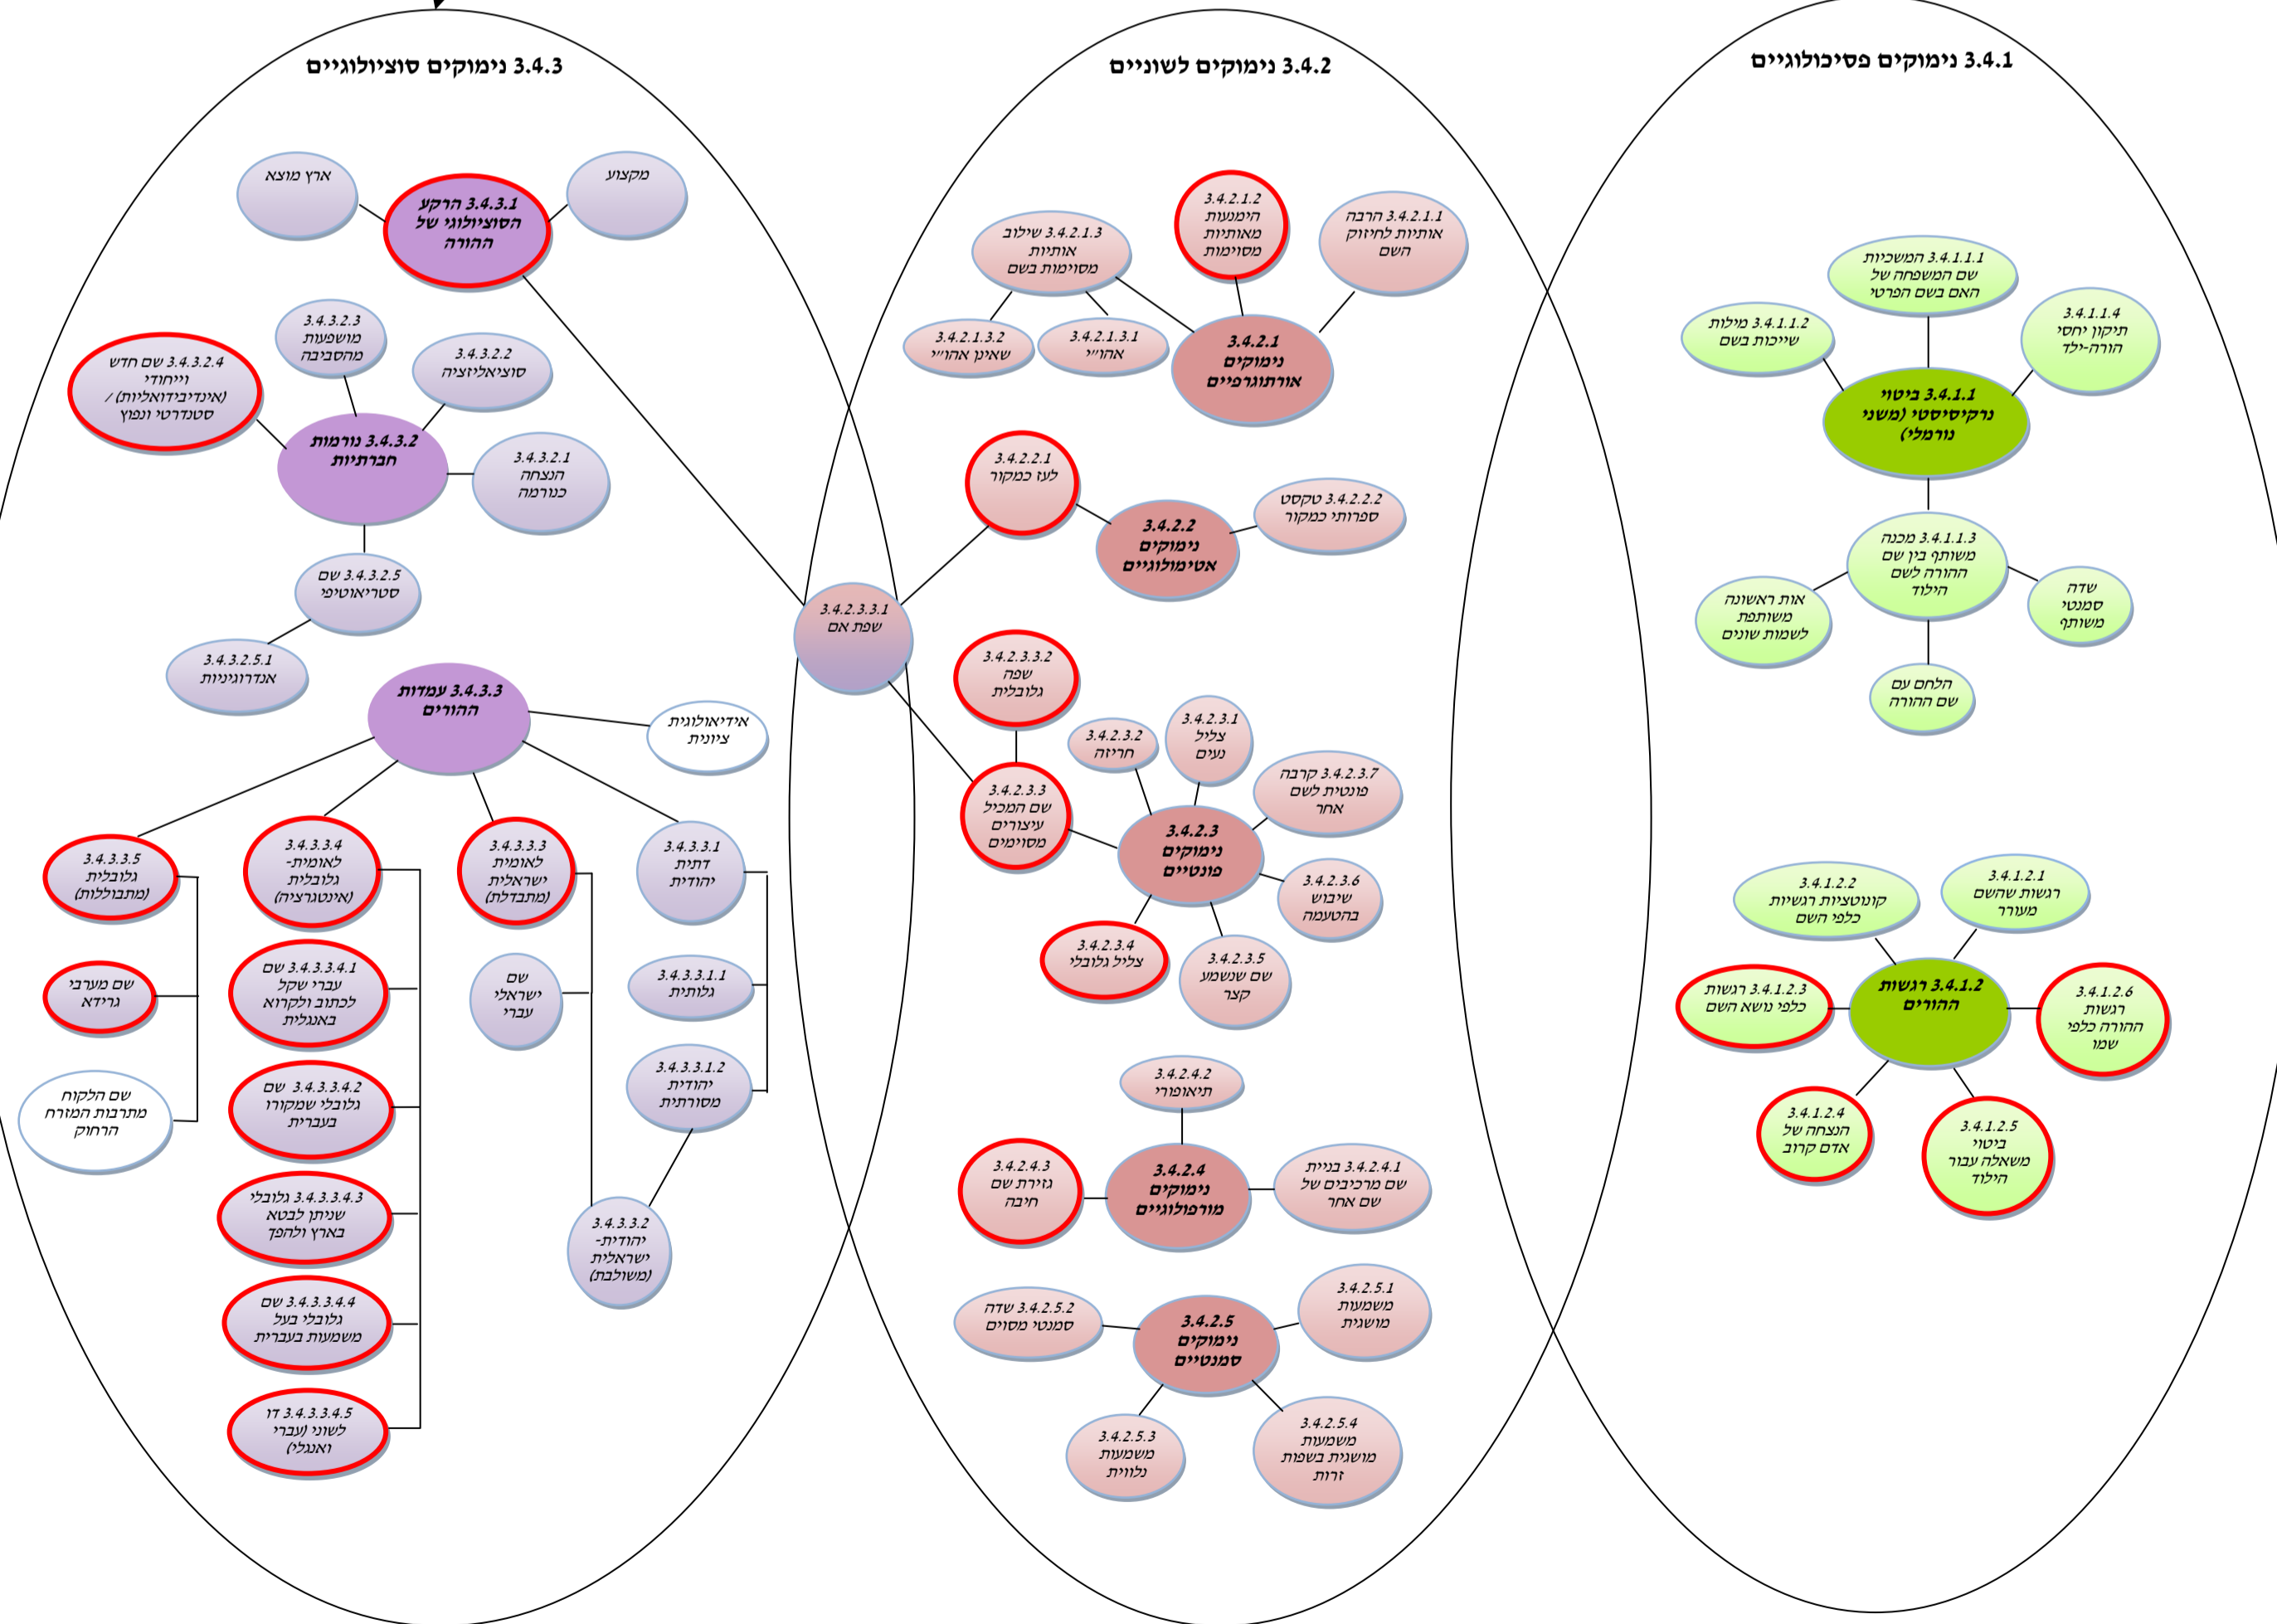 3.4.1 נימוקים פסיכולוגיים
3.4.1.1.1 המשכיות
שם המשפחה של
האם בשם הפרטי
3.4.1.1.4
תיקון יחסי
הורה-ילד
3.4.1.1.2 מילות
שייכות בשם
3.4.1.1 ביטוי
נרקיסיסטי (משני
נורמלי)
3.4.1.1.3 מכנה
משותף בין שם
ההורה לשם
הילוד
שדה
סמנטי
משותף
אות ראשונה
משותפת
לשמות שונים
הלחם עם
שם ההורה
3.4.1.2.1
רגשות שהשם
מעורר
3.4.1.2.2
קונוטציות רגשיות
כלפי השם
3.4.1.2 רגשות
ההורים
3.4.1.2.6
רגשות
ההורה כלפי
שמו
3.4.1.2.3 רגשות
כלפי נושא השם
3.4.1.2.5
ביטוי
משאלה עבור
הילוד
3.4.1.2.4
הנצחה של
אדם קרוב
3.4.2 נימוקים לשוניים
3.4.2.1.1 הרבה
אותיות לחיזוק
השם
3.4.2.1.2
הימנעות
מאותיות
מסוימות
3.4.2.1.3 שילוב
אותיות
מסוימות בשם
3.4.2.1.3.1
אהו״י
3.4.2.1.3.2
שאינן אהו״י
3.4.2.1
נימוקים
אורתוגרפיים
3.4.2.2.1
לעז כמקור
3.4.2.2.2 טקסט
ספרותי כמקור
3.4.2.2
נימוקים
אטימולוגיים
3.4.2.3.3.1
שפת אם
3.4.2.3.3.2
שפה
גלובלית
3.4.2.3.1
צליל
נעים
3.4.2.3.2
חריזה
3.4.2.3.7 קרבה
פונטית לשם
אחר
3.4.2.3.3
שם המכיל
עיצורים
מסוימים
3.4.2.3
נימוקים
פונטיים
3.4.2.3.6
שיבוש
בהטעמה
3.4.2.3.4
צליל גלובלי
3.4.2.3.5
שם שנשמע
קצר
3.4.2.4.2
תיאופורי
3.4.2.4.1 בניית
שם מרכיבים של
שם אחר
3.4.2.4
נימוקים
מורפולוגיים
3.4.2.4.3
גזירת שם
חיבה
3.4.2.5.1
משמעות
מושגית
3.4.2.5.2 שדה
סמנטי מסוים
3.4.2.5
נימוקים
סמנטיים
3.4.2.5.4
משמעות
מושגית בשפות
זרות
3.4.2.5.3
משמעות
נלווית
3.4.3 נימוקים סוציולוגיים
מקצוע
3.4.3.1 הרקע
הסוציולוגי של
ההורה
ארץ מוצא
3.4.3.2.3
מושפעות
מהסביבה
3.4.3.2.2
סוציאליזציה
3.4.3.2.4 שם חדש
וייחודי
(אינדיבידואליות) /
סטנדרטי ונפוץ
3.4.3.2 נורמות
חברתיות
3.4.3.2.1
הנצחה
כנורמה
3.4.3.2.5 שם
סטריאוטיפי
3.4.3.2.5.1
אנדרוגיניות
3.4.3.3 עמדות
ההורים
אידיאולוגית
ציונית
3.4.3.3.1
דתית
יהודית
3.4.3.3.1.1
גלותית
3.4.3.3.1.2
יהודית
מסורתית
3.4.3.3.2
יהודית-
ישראלית
(משולבת)
3.4.3.3.3
לאומית
ישראלית
(מתבדלת)
שם
ישראלי
עברי
3.4.3.3.4
לאומית-
גלובלית
(אינטגרציה)
3.4.3.3.4.1 שם
עברי שקל
לכתוב ולקרוא
באנגלית
3.4.3.3.4.2 שם
גלובלי שמקורו
בעברית
3.4.3.3.4.3 גלובלי
שניתן לבטא
בארץ ולהפך
3.4.3.3.4.4 שם
גלובלי בעל
משמעות בעברית
3.4.3.3.4.5 דו
לשוני (עברי
ואנגלי)
3.4.3.3.5
גלובלית
(מתבוללות)
שם מערבי
גרידא
שם הלקוח
מתרבות המזרח
הרחוק